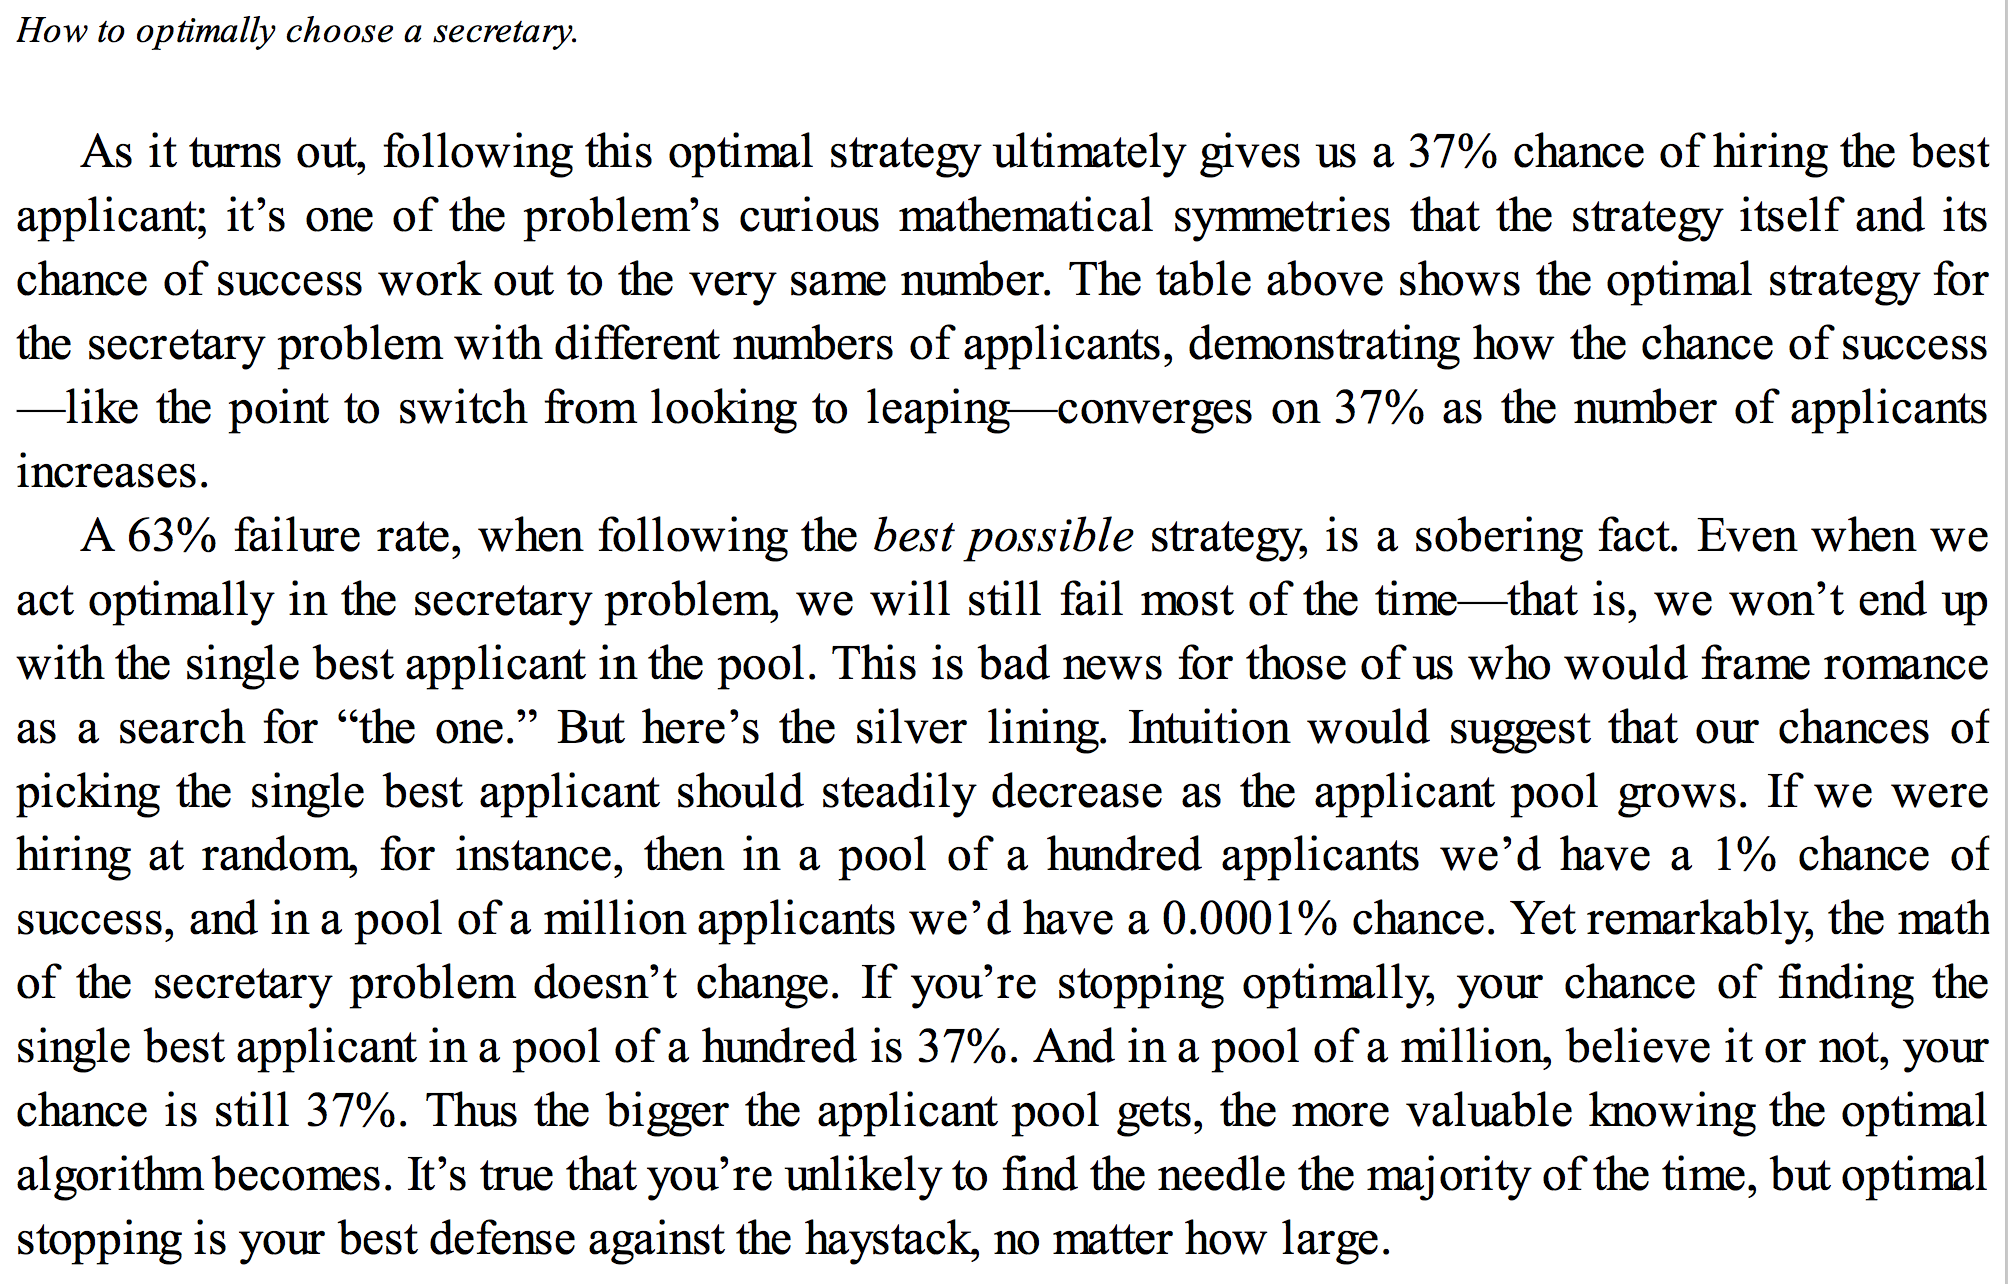 How to optimally choose a secretary.
As it turns out, following this optimal strategy ultimately gives us a 37% chance of hiring the best
applicant; it’s one of the problem’s curious mathematical symmetries that the strategy itself and its
chance of success work out to the very same number. The table above shows the optimal strategy for
the secretary problem with different numbers of applicants, demonstrating how the chance of success
—like the point to switch from looking to leaping—converges on 37% as the number of applicants
increases.
A 63% failure rate, when following the best possible strategy, is a sobering fact. Even when we
act optimally in the secretary problem, we will still fail most of the time—that is, we won’t end up
with the single best applicant in the pool. This is bad news for those of us who would frame romance
as a search for “the one.” But here’s the silver lining. Intuition would suggest that our chances of
picking the single best applicant should steadily decrease as the applicant pool grows. If we were
hiring at random, for instance, then in a pool of a hundred applicants we’d have a 1% chance of
success, and in a pool of a million applicants we’d have a 0.0001% chance. Yet remarkably, the math
of the secretary problem doesn’t change. If you’re stopping optimally, your chance of finding the
single best applicant in a pool of a hundred is 37%. And in a pool of a million, believe it or not, your
chance is still 37%. Thus the bigger the applicant pool gets, the more valuable knowing the optimal
algorithm becomes. It’s true that you’re unlikely to find the needle the majority of the time, but optimal
stopping is your best defense against the haystack, no matter how large.